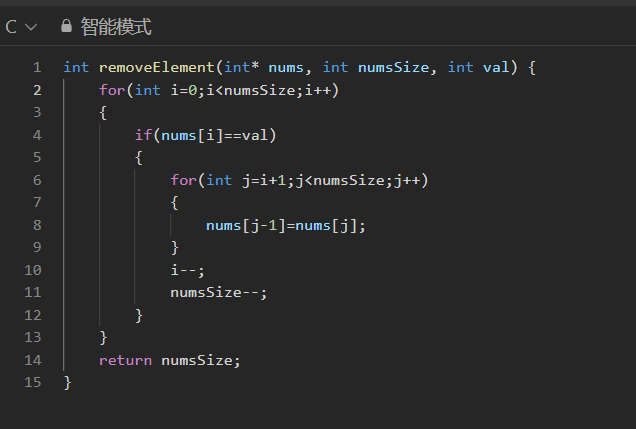 C 智能模式
1 int removeElement(int* nums, int numsSize, int val) {
2 for(int i=0;i<numsSize;i++)
3 {
4 if(nums[i]==val)
5 {
6 for(int j=i+1;j<numsSize;j++)
7 {
8 nums[j-1]=nums[j];
9 }
10 i--;
11 numsSize--;
12 }
13 }
14 return numsSize;
15 }